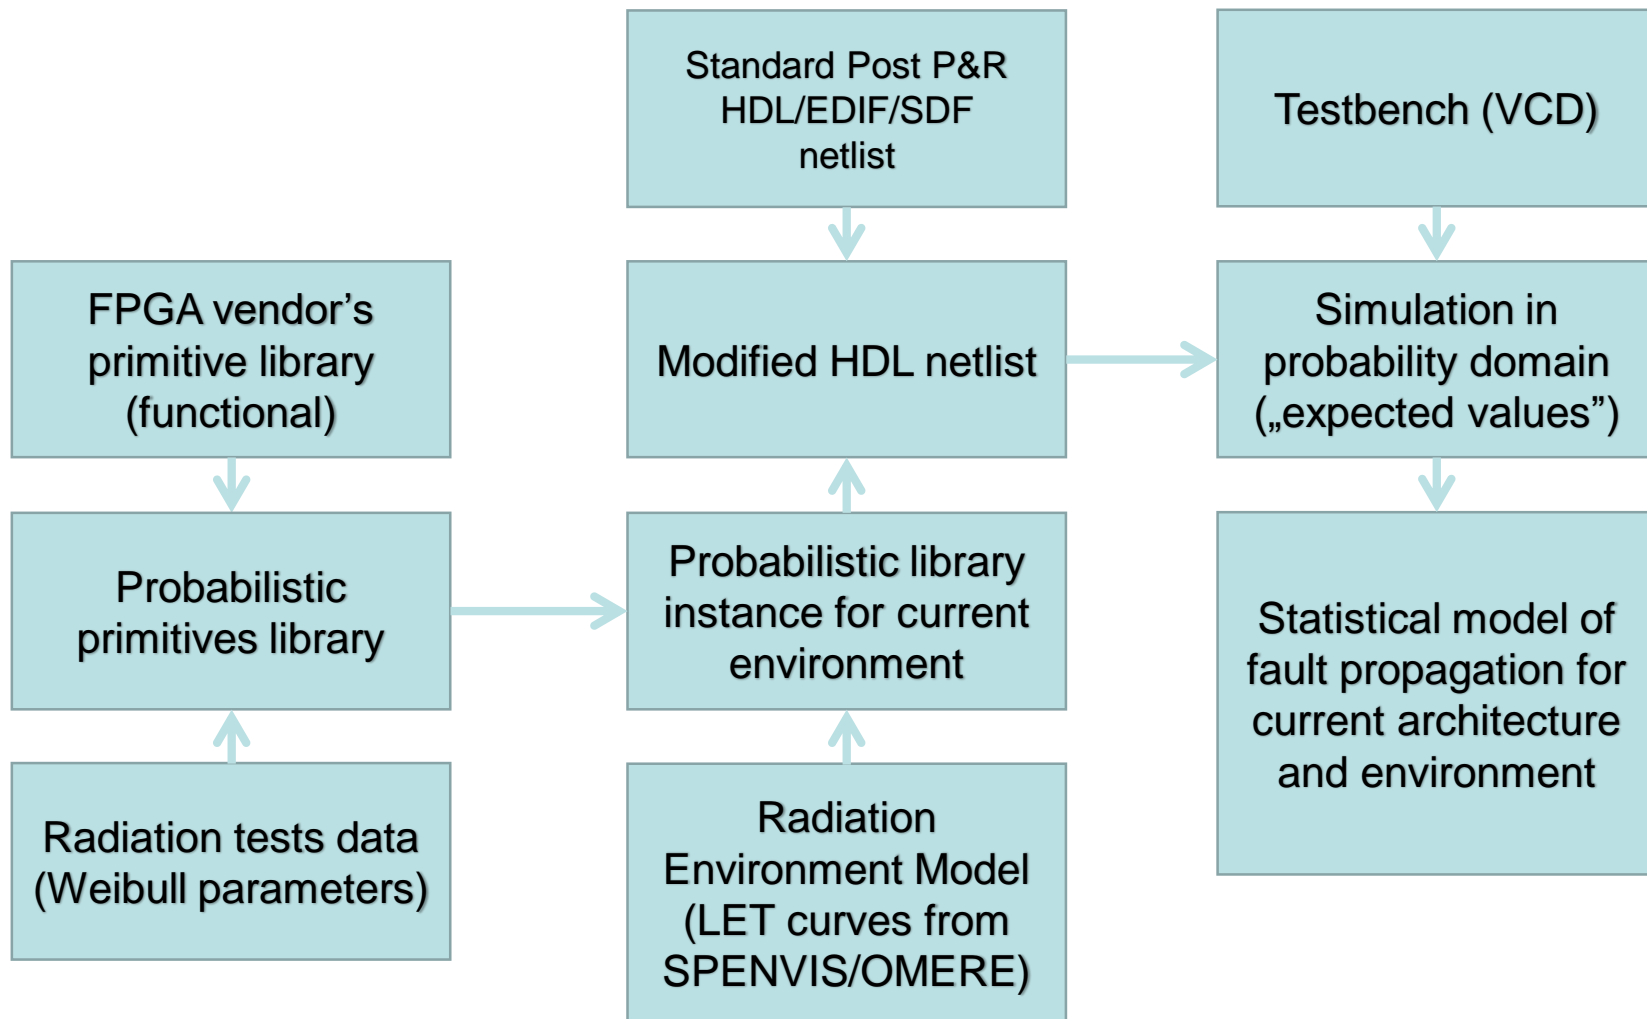 Standard Post P&R
HDL/EDIF/SDF
netlist
Testbench (VCD)
FPGA vendor’s
primitive library
(functional)
Modified HDL netlist
Simulation in
probability domain
(„expected values”)
Probabilistic
primitives library
Probabilistic library
instance for current
environment
Statistical model of
fault propagation for
current architecture
and environment
Radiation tests data
(Weibull parameters)
Radiation
Environment Model
(LET curves from
SPENVIS/OMERE)